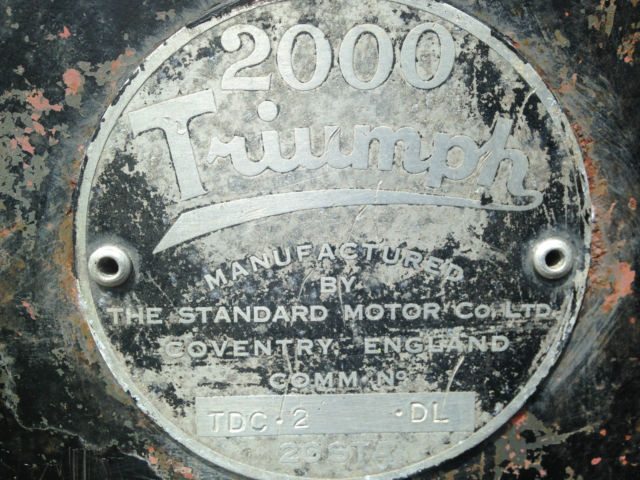 2000
Triumph
MANUFACTURED
BY
THE STANDARD MOTOR Co. LTD.
COVENTRY. ENGLAND
COMM. No
TDC·2 ·DL